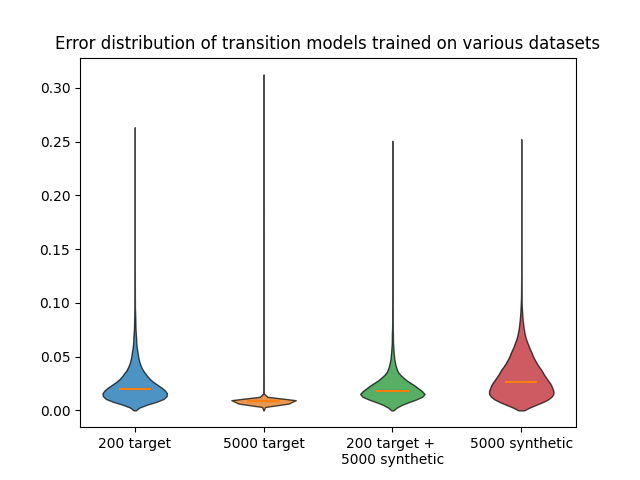 Error distribution of transition models trained on various datasets
0.30
0.25
0.20
0.15
0.10
0.05
0.00
200 target
5000 target
200 target +
5000 synthetic
5000 synthetic